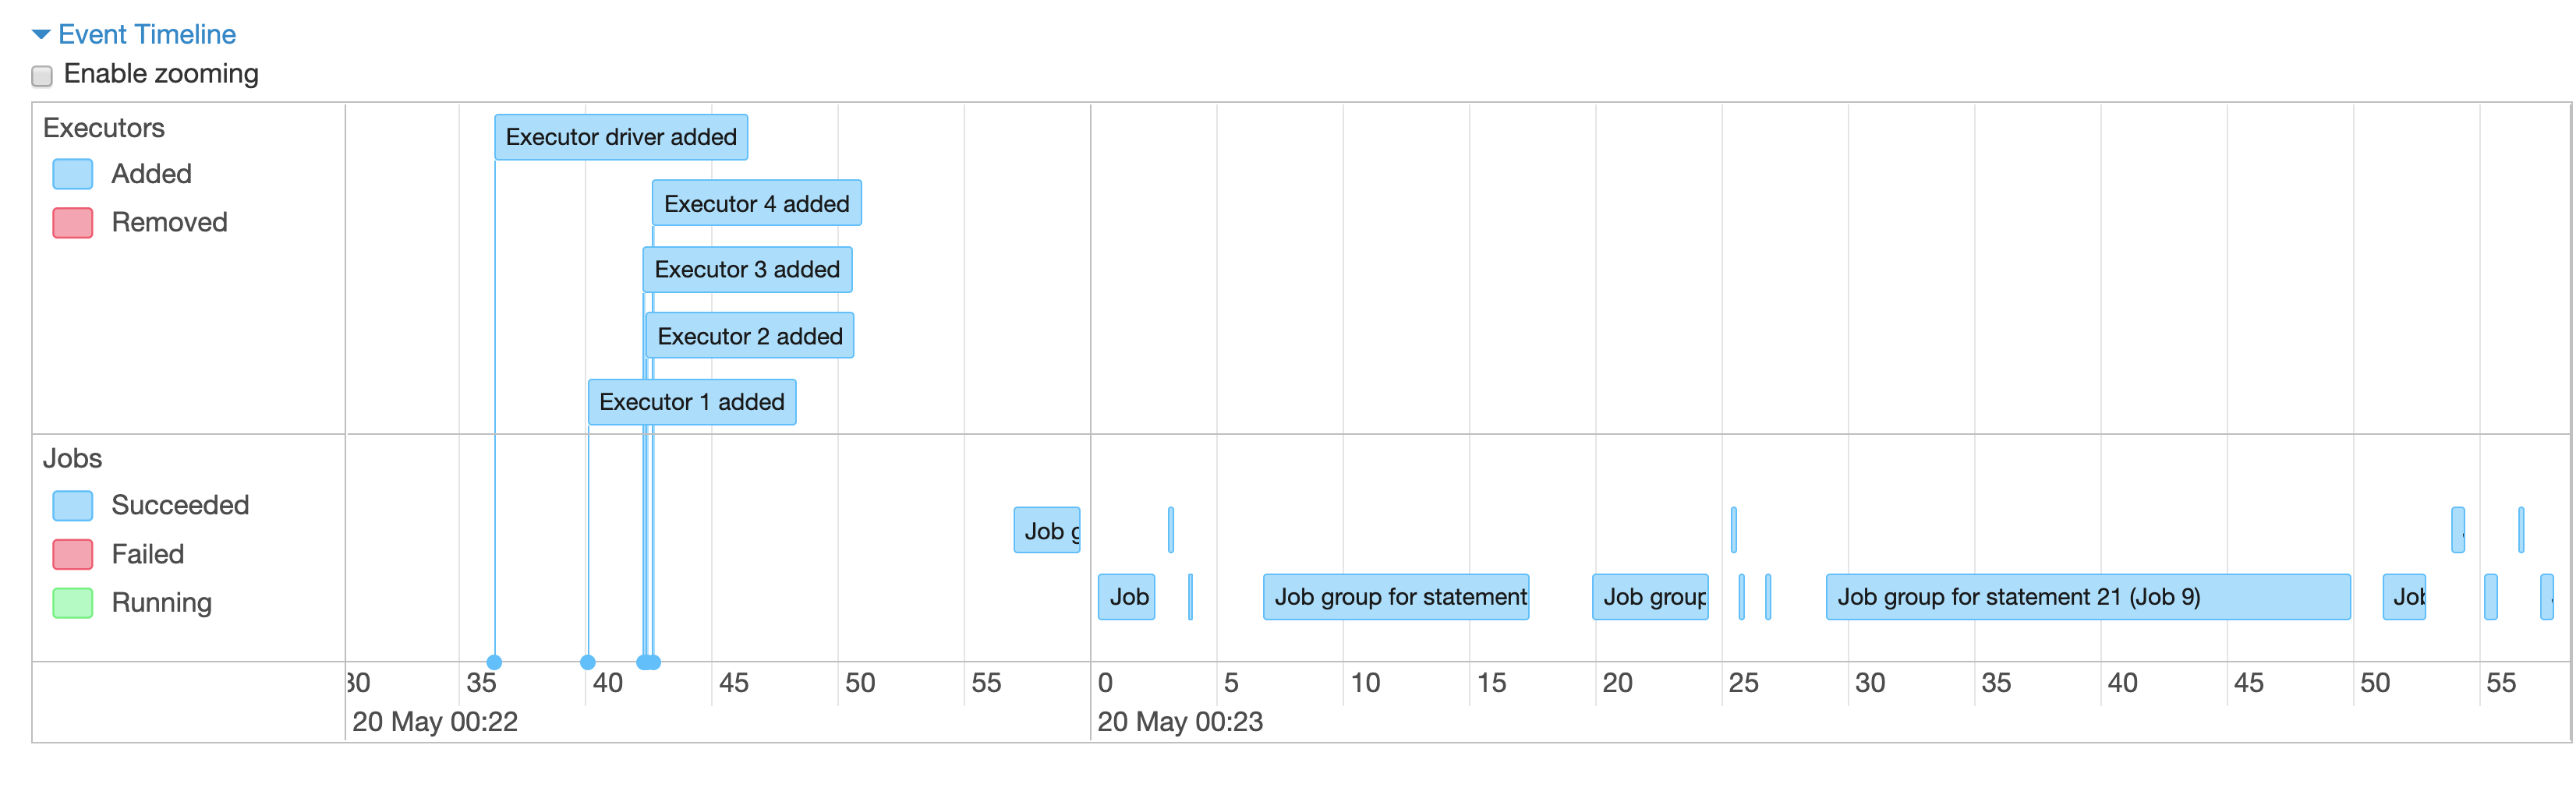 Event Timeline
Enable zooming
Executors
Added
Removed
Executor driver added
Executor 4 added
Executor 3 added
Executor 2 added
Executor 1 added
Jobs
Succeeded
Failed
Running
Job g
Job
Job group for statement
Job group
Job group for statement 21 (Job 9)
Job
30 35 40 45 50 55 0 5 10 15 20 25 30 35 40 45 50 55
20 May 00:22 20 May 00:23